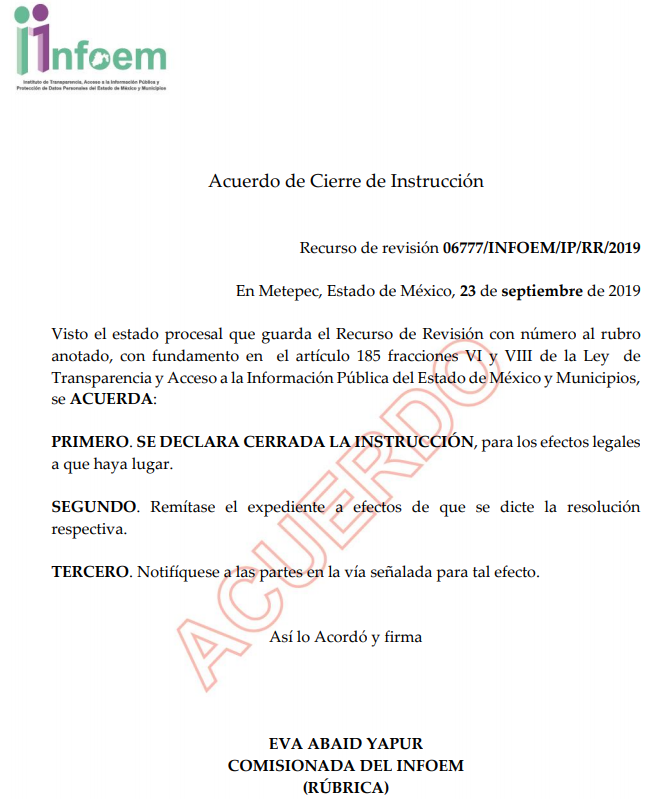 infoem
Instituto de Transparencia, Acceso a la Información Pública y
Protección de Datos Personales del Estado de México y Municipios
Acuerdo de Cierre de Instrucción
Recurso de revisión 06777/INFOEM/IP/RR/2019
En Metepec, Estado de México, 23 de septiembre de 2019
Visto el estado procesal que guarda el Recurso de Revisión con número al rubro
anotado, con fundamento en el artículo 185 fracciones VI y VIII de la Ley de
Transparencia y Acceso a la Información Pública del Estado de México y Municipios,
se ACUERDA:
PRIMERO. SE DECLARA CERRADA LA INSTRUCCIÓN, para los efectos legales
a que haya lugar.
SEGUNDO. Remítase el expediente a efectos de que se dicte la resolución
respectiva.
TERCERO. Notifíquese a las partes en la vía señalada para tal efecto.
ACUERDO
Así lo Acordó y firma
EVA ABAID YAPUR
COMISIONADA DEL INFOEM
(RÚBRICA)